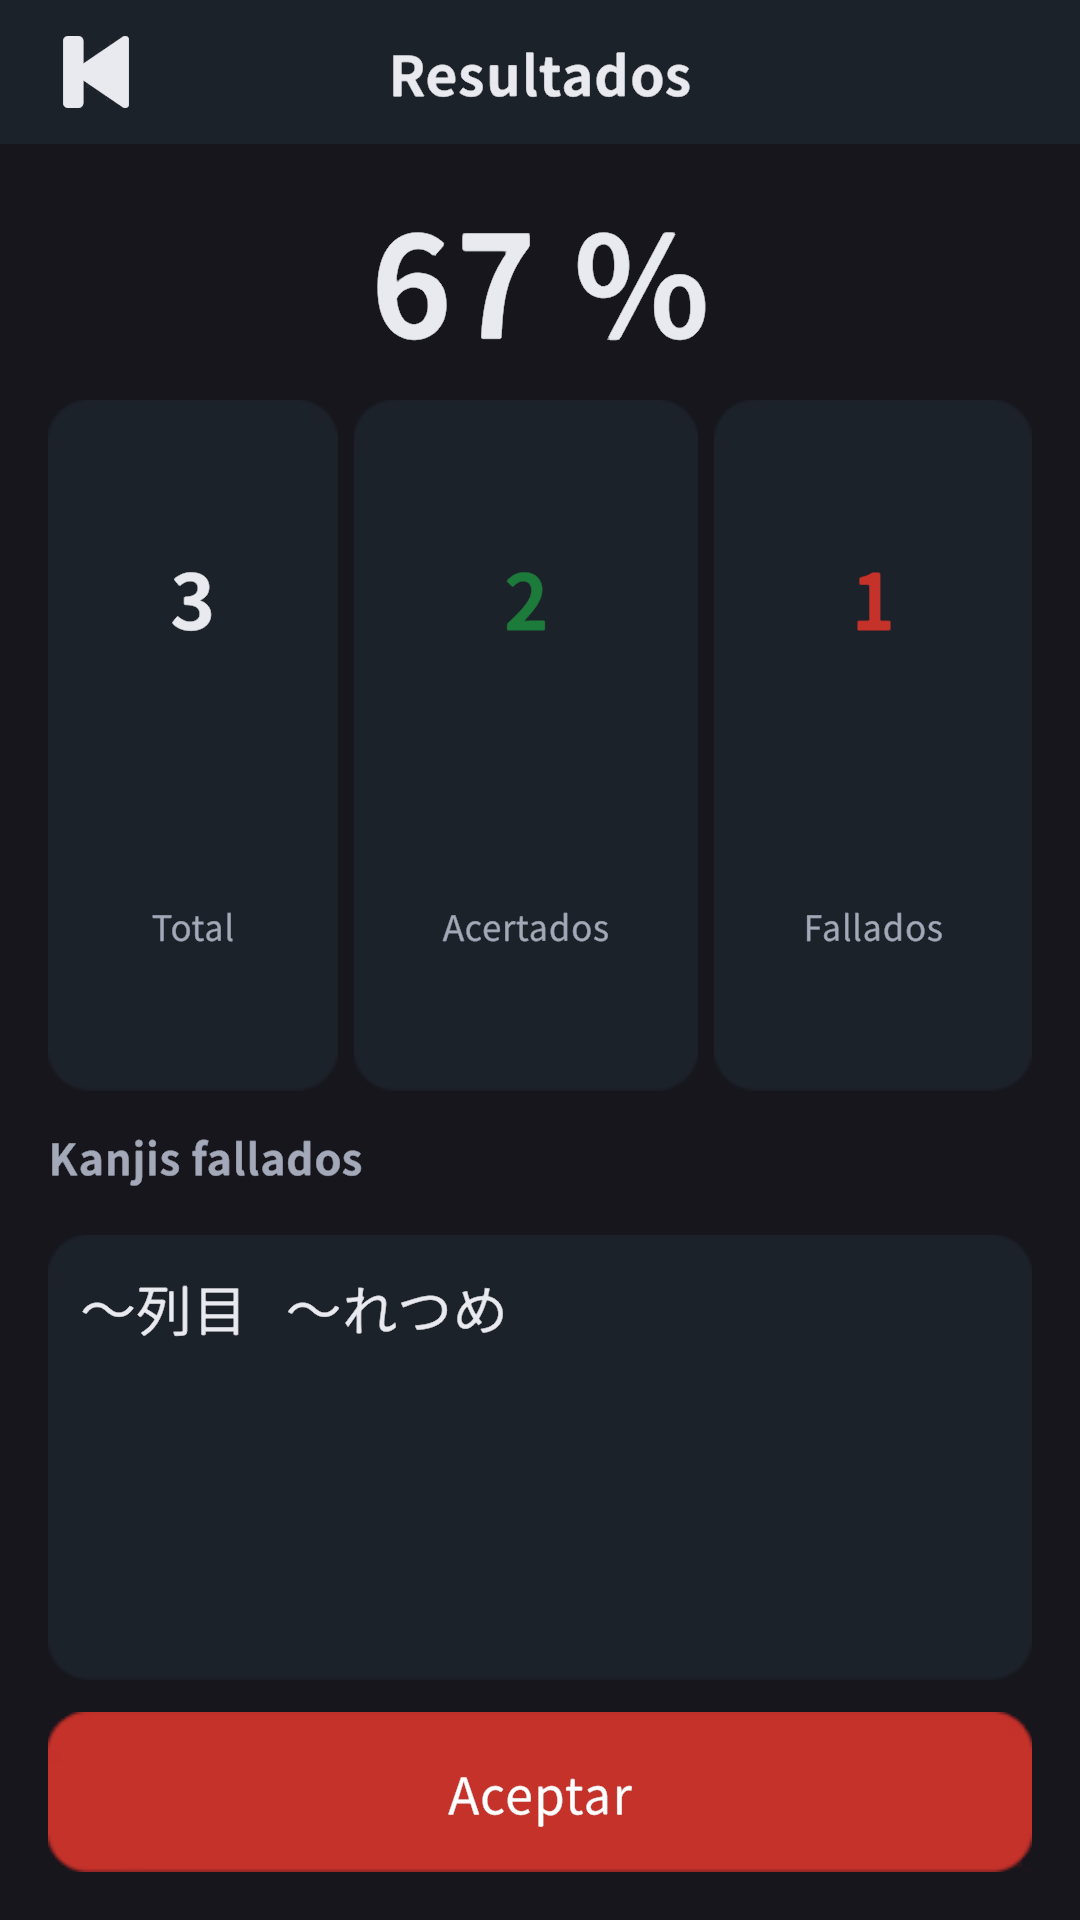 Resultados
67 %
3
2
1
Total
Acertados
Fallados
Kanjis fallados
～列目 ～れつめ
Aceptar